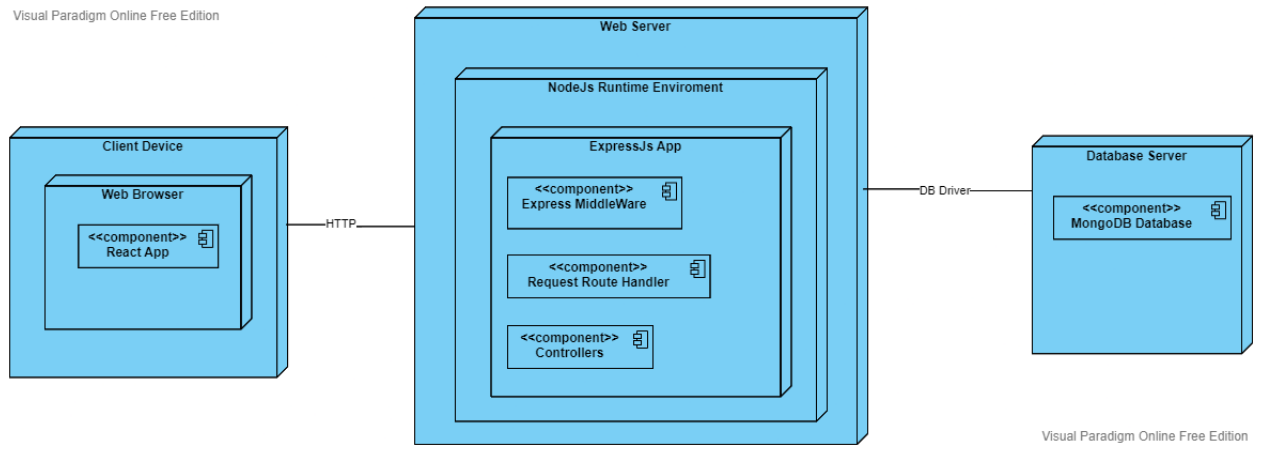 Visual Paradigm Online Free Edition
Client Device
Web Browser
<<component>>
React App
HTTP
Web Server
NodeJs Runtime Enviroment
ExpressJs App
<<component>>
Express MiddleWare
<<component>>
Request Route Handler
<<component>>
Controllers
DB Driver
Database Server
<<component>>
MongoDB Database
Visual Paradigm Online Free Edition